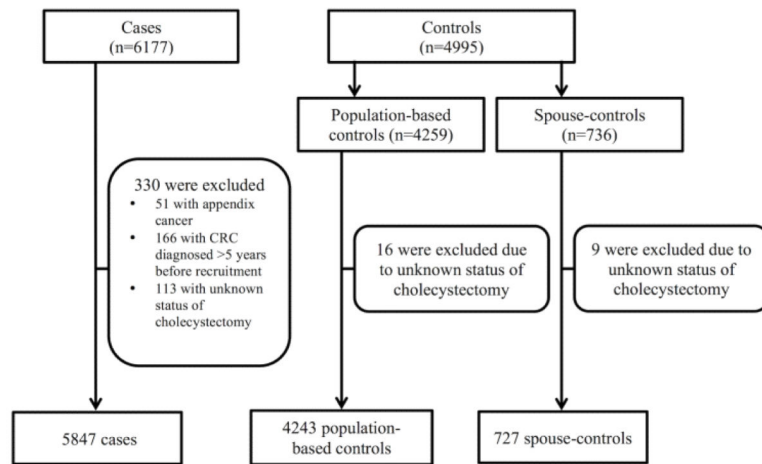 Cases
(n=6177)
Controls
(n=4995)
Population-based
controls (n=4259)
Spouse-controls
(n=736)
330 were excluded
• 51 with appendix
cancer
• 166 with CRC
diagnosed >5 years
before recruitment
• 113 with unknown
status of
cholecystectomy
16 were excluded due
to unknown status of
cholecystectomy
9 were excluded due to
unknown status of
cholecystectomy
5847 cases
4243 population-
based controls
727 spouse-controls